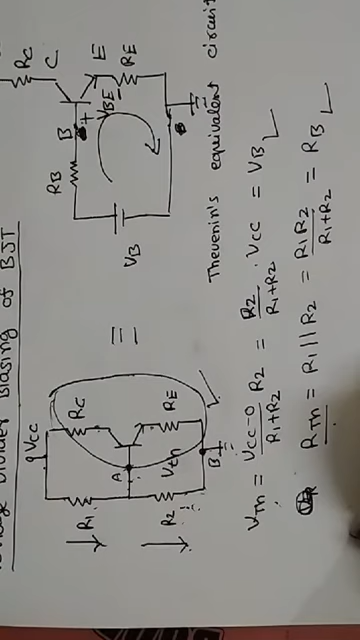 Divider Biasing of BJT
VCC
R1
RC
A
R2
Vth
RE
B
=
RC
C
B
RB
+
VBE
-
E
RE
VB
B
Thevenin's equivalent circuit
VTh = VCC-0 / R1+R2 R2 = R2 / R1+R2 . VCC = VB
RTh = R1 || R2 = R1R2 / R1+R2 = RB